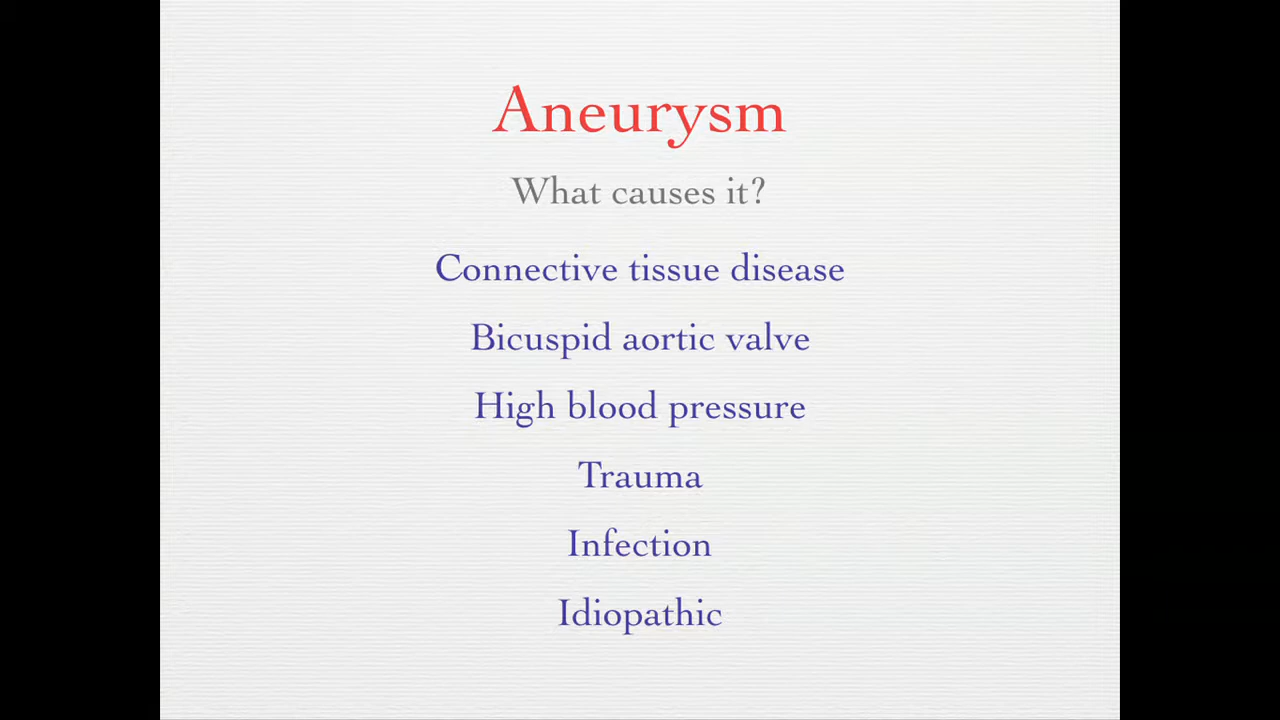 Aneurysm
What causes it?
Connective tissue disease
Bicuspid aortic valve
High blood pressure
Trauma
Infection
Idiopathic